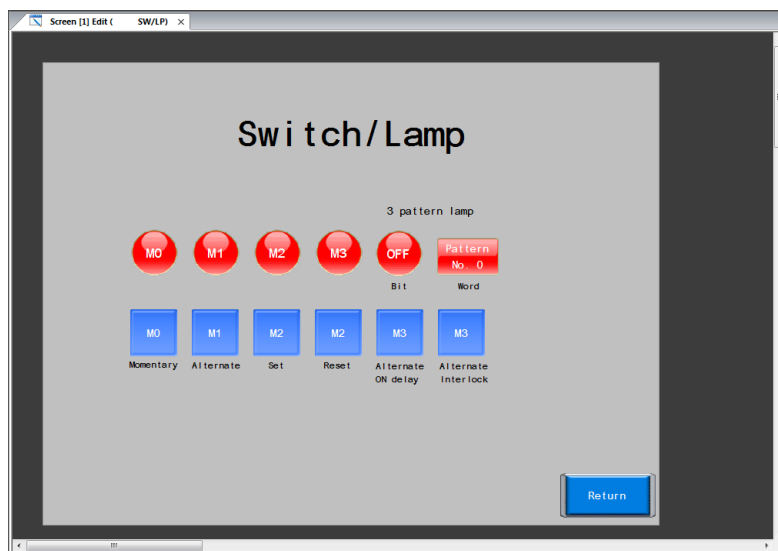 Screen [1] Edit ( SW/LP) ×
Switch/Lamp
3 pattern lamp
M0 M1 M2 M3 OFF Pattern
No. 0
Bit Word
M0 M1 M2 M2 M3 M3
Momentary Alternate Set Reset Alternate Alternate
ON delay Interlock
Return